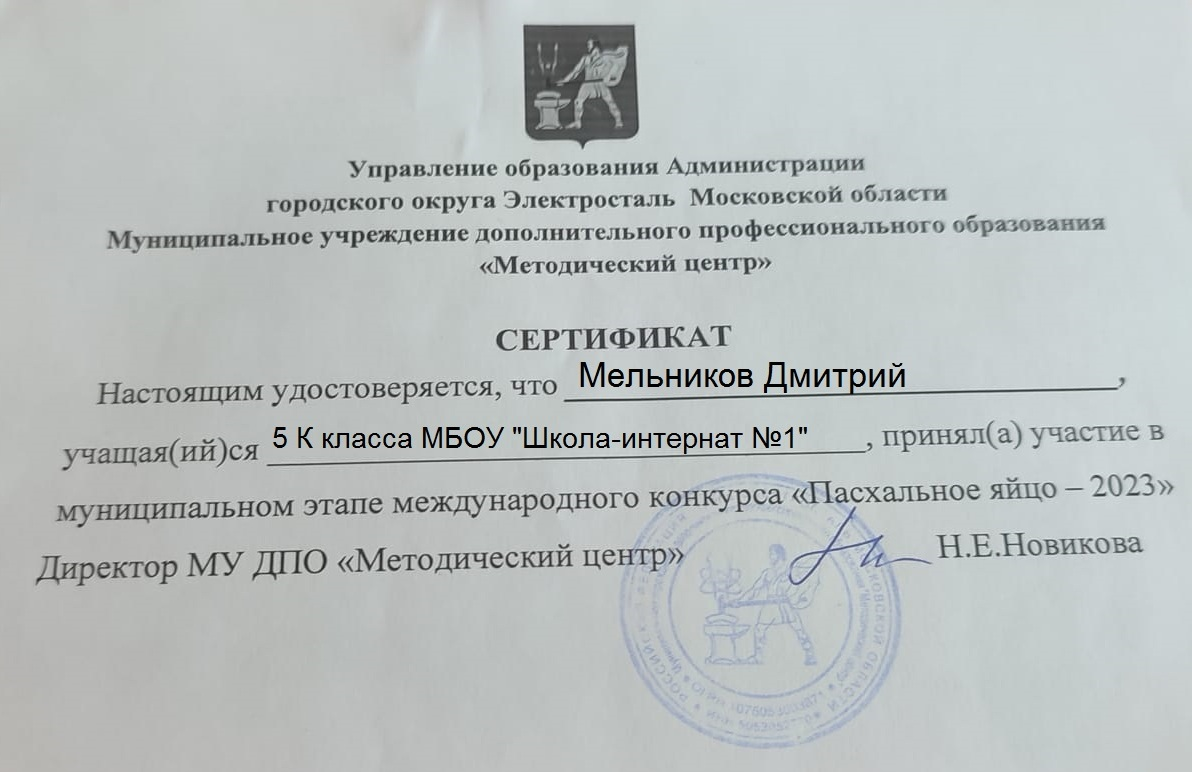 Управление образования Администрации
городского округа Электросталь Московской области
Муниципальное учреждение дополнительного профессионального образования
«Методический центр»
СЕРТИФИКАТ
Настоящим удостоверяется, что Мельников Дмитрий,
учащая(ий)ся 5 К класса МБОУ "Школа-интернат №1", принял(а) участие в
муниципальном этапе международного конкурса «Пасхальное яйцо – 2023»
Директор МУ ДПО «Методический центр» Н.Е.Новикова